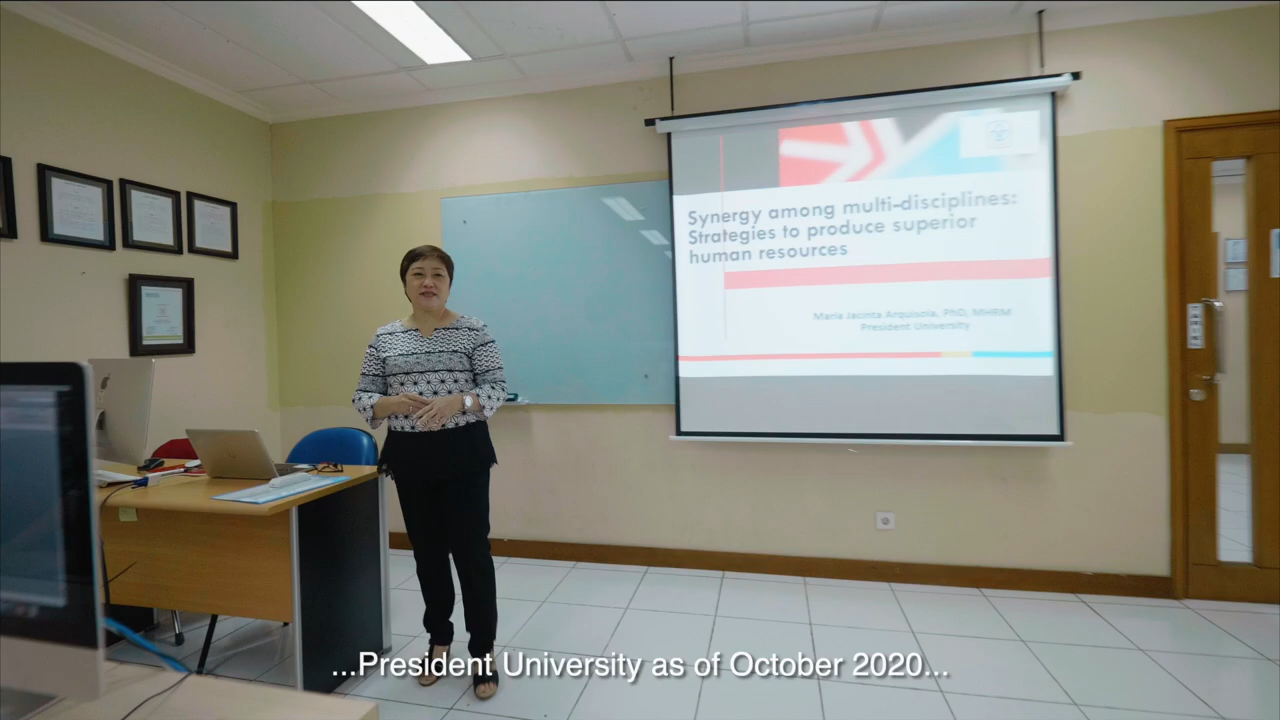 Synergy among multi-disciplines:
Strategies to produce superior
human resources
Maria Jacinta Arquisola, PhD, MHRM
President University
...President University as of October 2020...